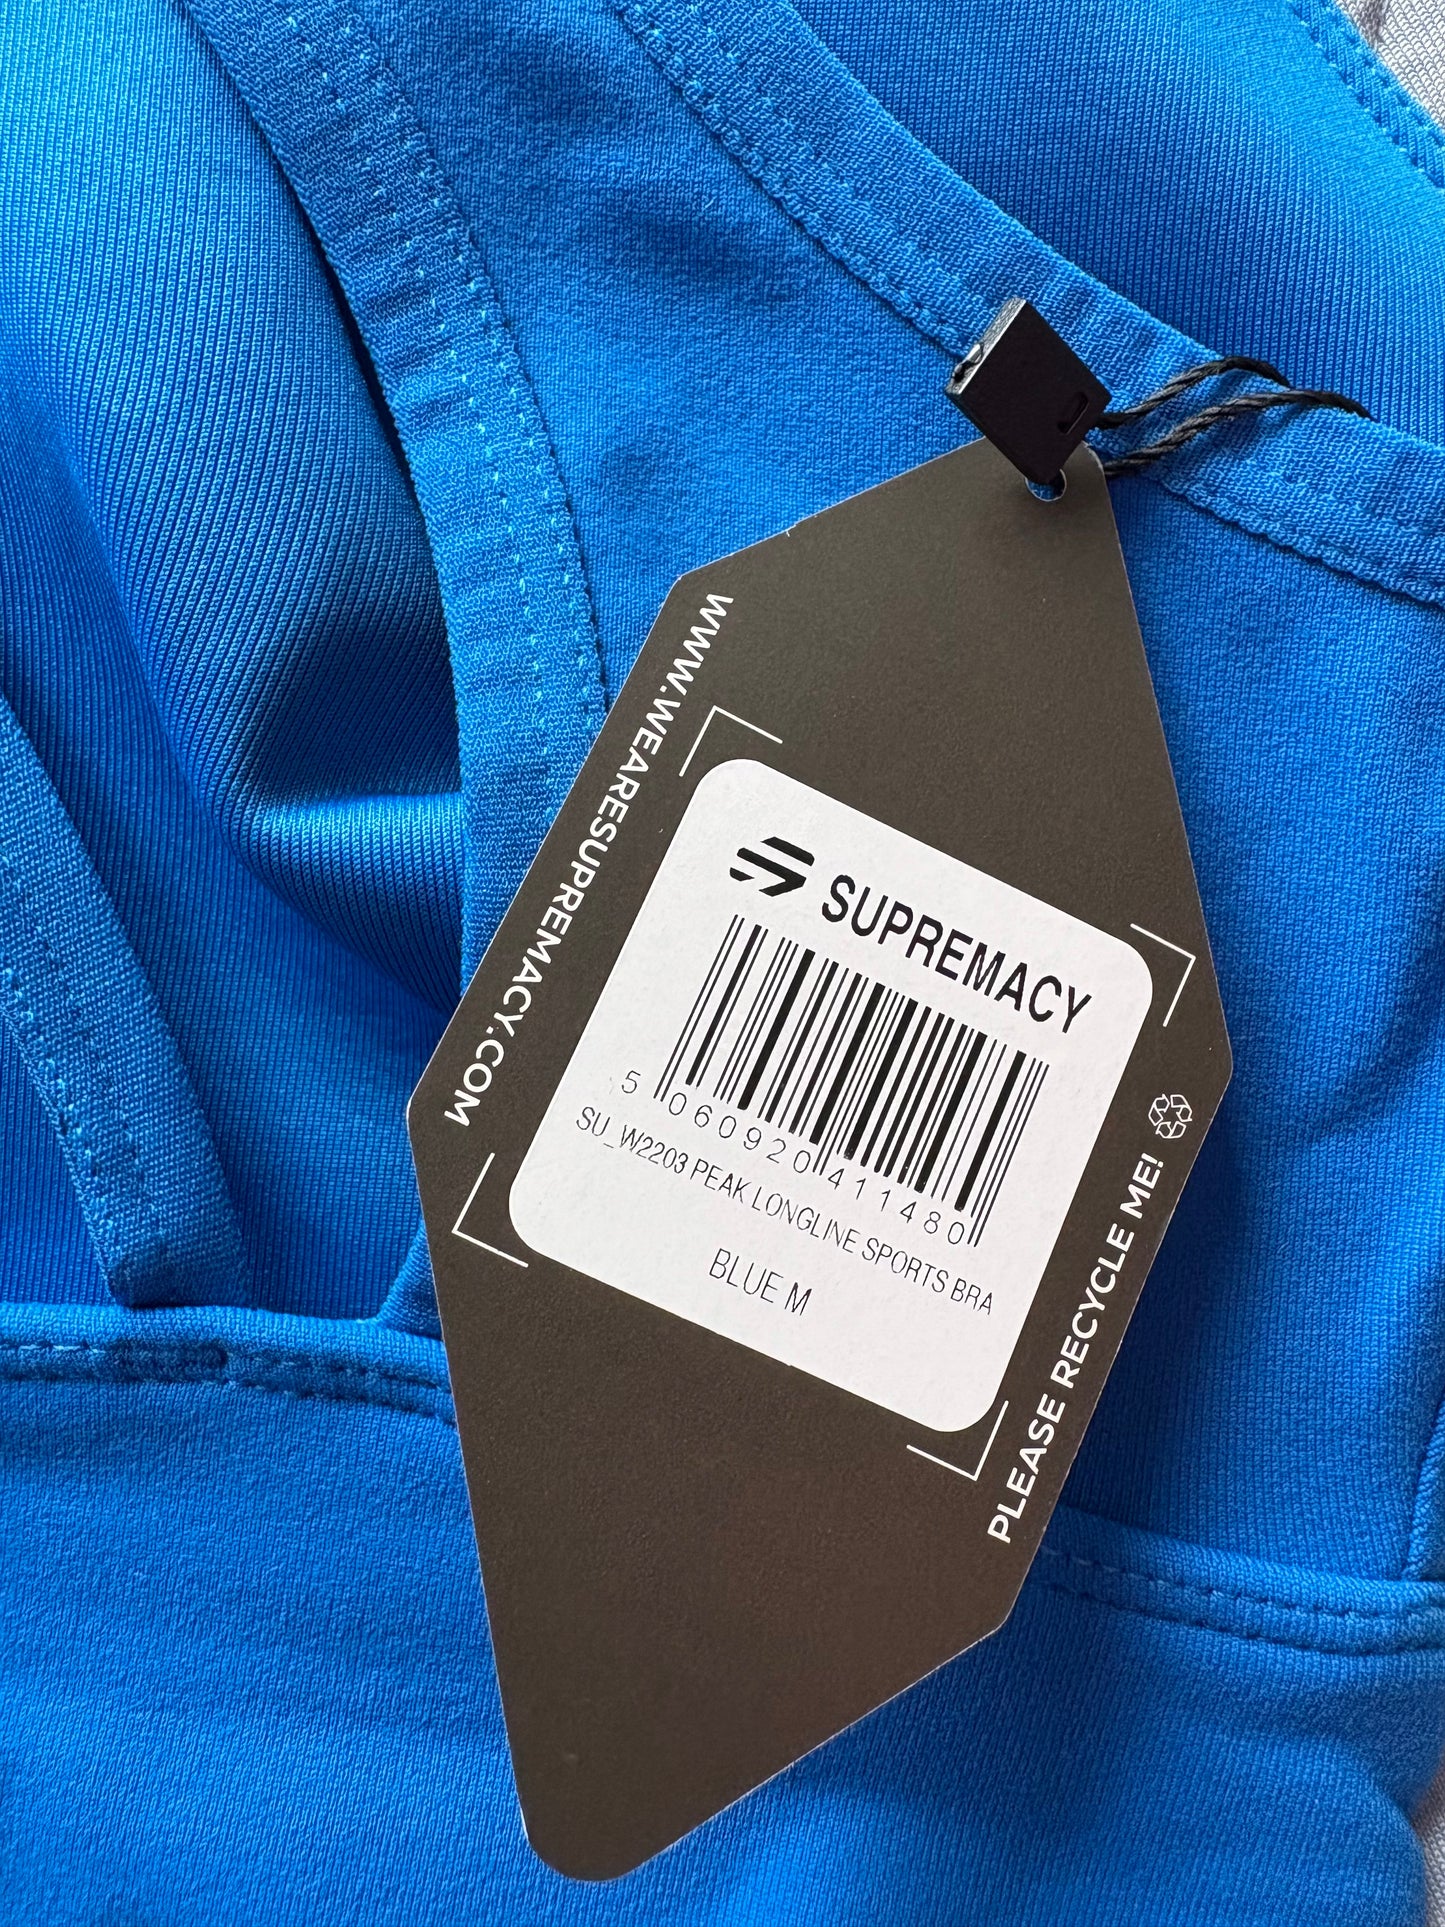 WWW.WEARESUPREMACY.COM
SUPREMACY
5 060920 411480
SU_W2203 PEAK LONGLINE SPORTS BRA
BLUE M
PLEASE RECYCLE ME!